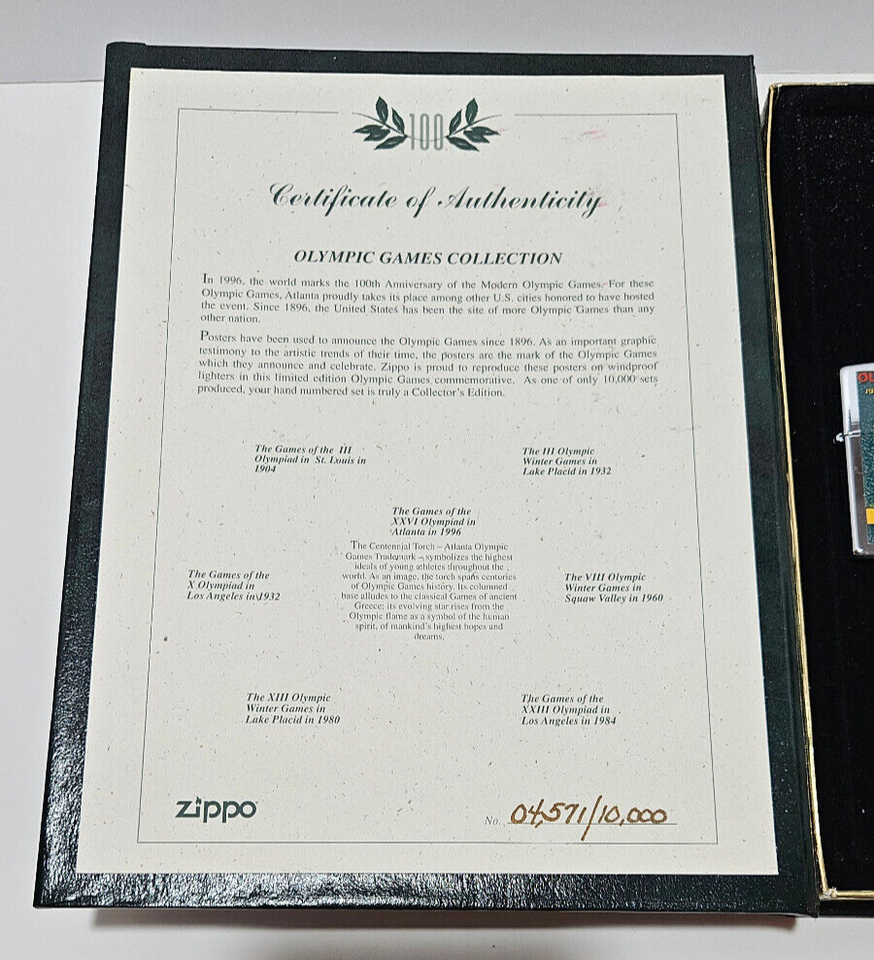 100
Certificate of Authenticity
OLYMPIC GAMES COLLECTION
In 1996, the world marks the 100th Anniversary of the Modern Olympic Games. For these
Olympic Games, Atlanta proudly takes its place among other U.S. cities honored to have hosted
the event. Since 1896, the United States has been the site of more Olympic Games than any
other nation.
Posters have been used to announce the Olympic Games since 1896. As an important graphic
testimony to the artistic trends of their time, the posters are the mark of the Olympic Games
which they announce and celebrate. Zippo is proud to reproduce these posters on windproof
lighters in this limited edition Olympic Games commemorative. As one of only 10,000 sets
produced, your hand numbered set is truly a Collector's Edition.
The Games of the III
Olympiad in St. Louis in
1904
The III Olympic
Winter Games in
Lake Placid in 1932
The Games of the
XXVI Olympiad in
Atlanta in 1996
The Centennial Torch – Atlanta Olympic
Games Trademark – symbolizes the highest
ideals of young athletes throughout the
world. As an image, the torch spans centuries
of Olympic Games history. Its columned
base alludes to the classical Games of ancient
Greece; its evolving star rises from the
Olympic flame as a symbol of the human
spirit, of mankind's highest hopes and
dreams.
The Games of the
X Olympiad in
Los Angeles in 1932
The VIII Olympic
Winter Games in
Squaw Valley in 1960
The XIII Olympic
Winter Games in
Lake Placid in 1980
The Games of the
XXIII Olympiad in
Los Angeles in 1984
zippo
No. 04,571/10,000